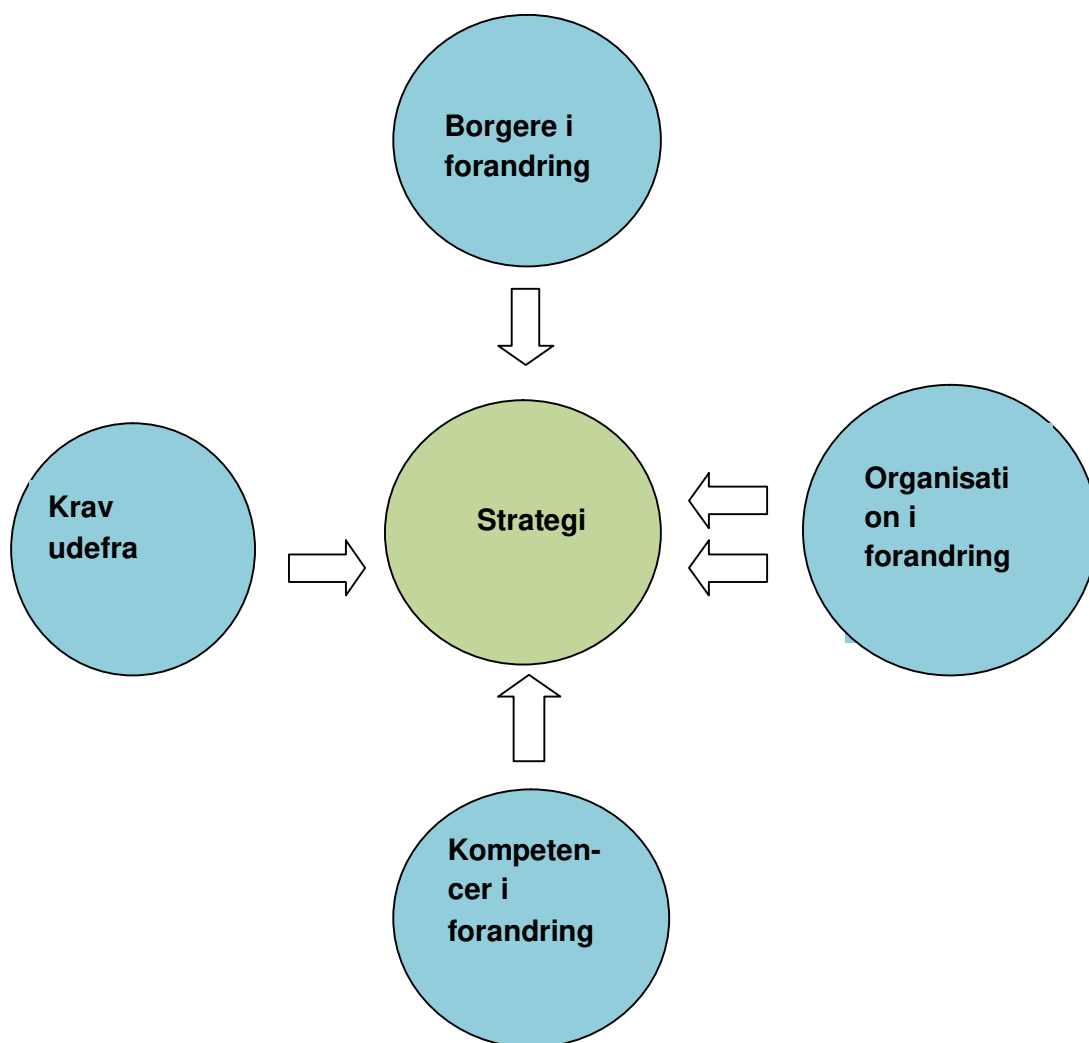 Borgere i
forandring
Krav
udefra
Strategi
Organisati
on i
forandring
Kompeten-
cer i
forandring